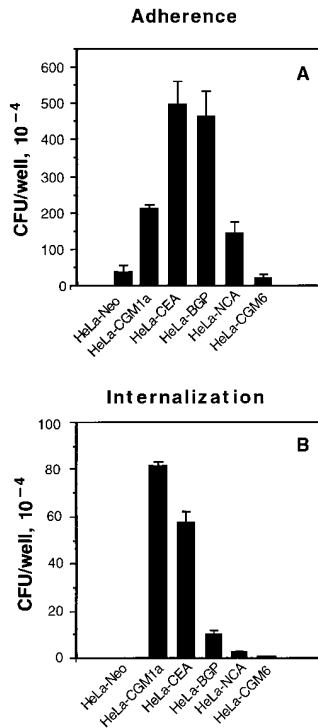 Adherence
A
CFU/well, 10⁻⁴
600
500
400
300
200
100
0
HeLa-Neo
HeLa-CGM1a
HeLa-CEA
HeLa-BGP
HeLa-NCA
HeLa-CGM6
Internalization
B
CFU/well, 10⁻⁴
100
80
60
40
20
0
HeLa-Neo
HeLa-CGM1a
HeLa-CEA
HeLa-BGP
HeLa-NCA
HeLa-CGM6